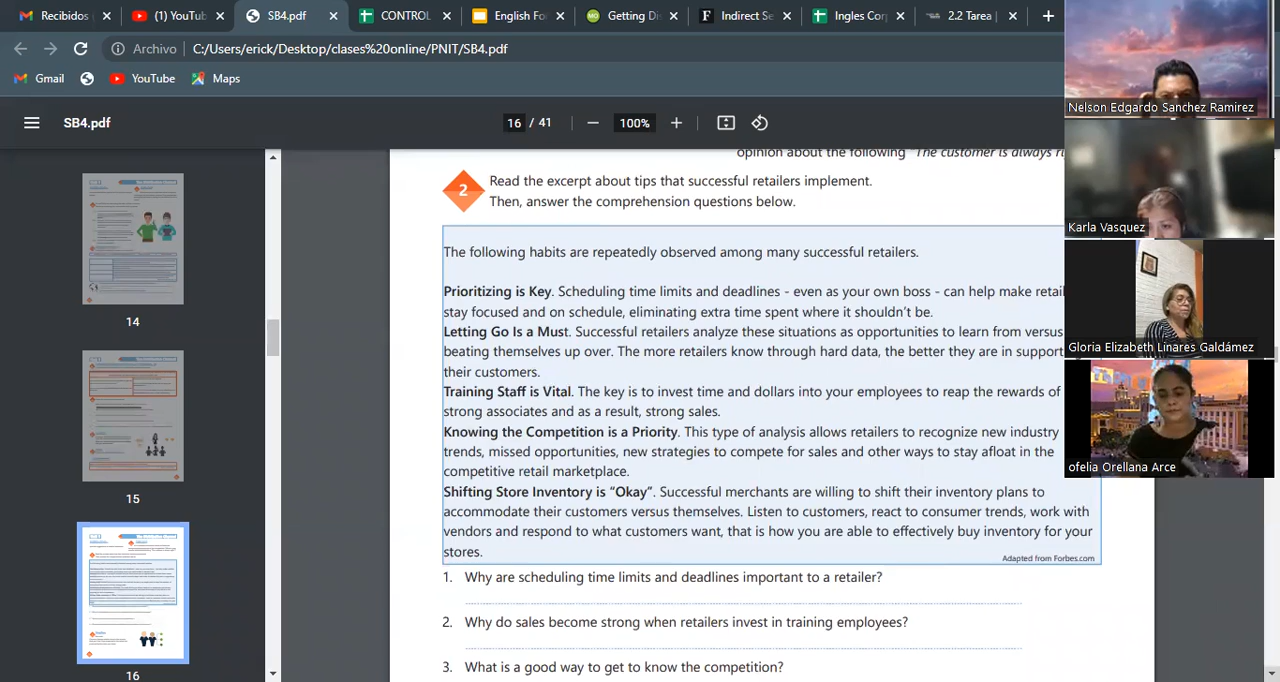 Recibidos
(1) YouTub
SB4.pdf
CONTROL
English Fo
Getting Di
Indirect Se
Ingles Cor
2.2 Tarea
Archivo
C:/Users/erick/Desktop/clases%20online/PNIT/SB4.pdf
Gmail
YouTube
Maps
SB4.pdf
16 / 41
100%
Nelson Edgardo Sanchez Ramirez
Karla Vasquez
Gloria Elizabeth Linares Galdámez
ofelia Orellana Arce
14
15
16
opinion about the following "The customer is always
2
Read the excerpt about tips that successful retailers implement.
Then, answer the comprehension questions below.
The following habits are repeatedly observed among many successful retailers.
Prioritizing is Key. Scheduling time limits and deadlines - even as your own boss - can help make retail
stay focused and on schedule, eliminating extra time spent where it shouldn't be.
Letting Go Is a Must. Successful retailers analyze these situations as opportunities to learn from versus
beating themselves up over. The more retailers know through hard data, the better they are in support
their customers.
Training Staff is Vital. The key is to invest time and dollars into your employees to reap the rewards of
strong associates and as a result, strong sales.
Knowing the Competition is a Priority. This type of analysis allows retailers to recognize new industry
trends, missed opportunities, new strategies to compete for sales and other ways to stay afloat in the
competitive retail marketplace.
Shifting Store Inventory is "Okay". Successful merchants are willing to shift their inventory plans to
accommodate their customers versus themselves. Listen to customers, react to consumer trends, work with
vendors and respond to what customers want, that is how you are able to effectively buy inventory for your
stores.
Adapted from Forbes.com
1. Why are scheduling time limits and deadlines important to a retailer?
2. Why do sales become strong when retailers invest in training employees?
3. What is a good way to get to know the competition?